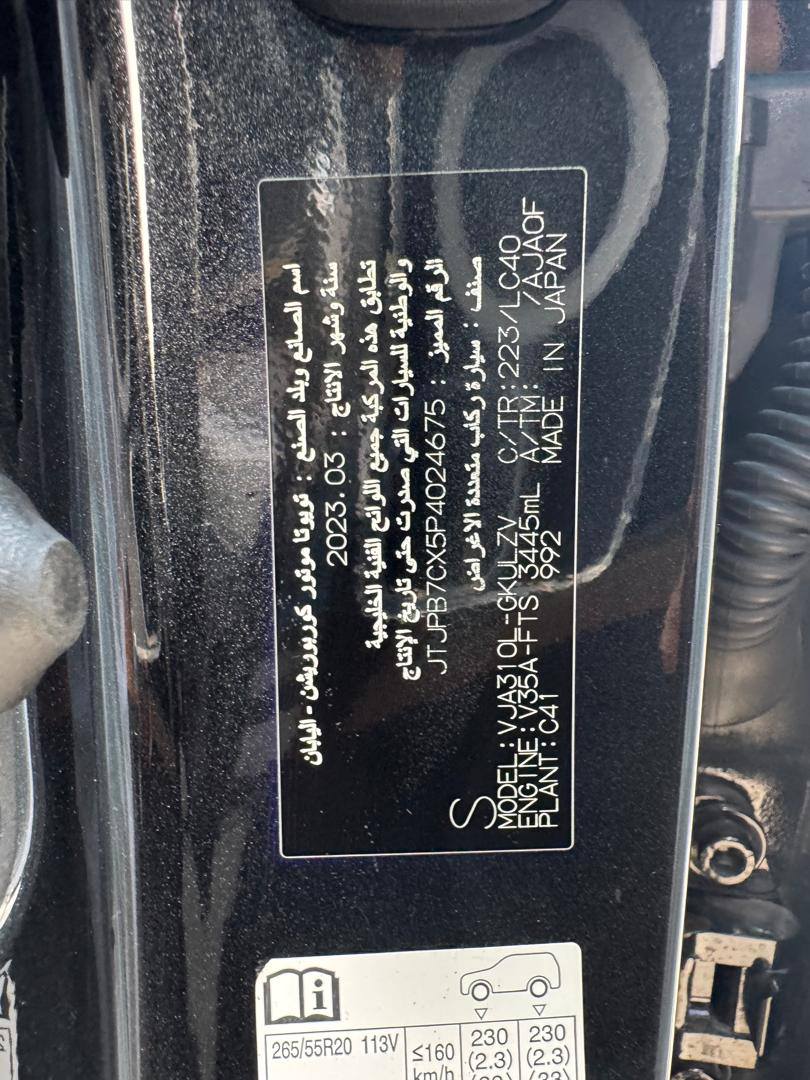 اسم الصانع وبلد الصنع : تويوتا موتور كوربوريشن - اليابان
سنة وشهر الانتاج : 2023.03
تطابق هذه المركبة جميع اللوائح الفنية الخليجية
والوطنية للسيارات التي صدرت حتى تاريخ الإنتاج
الرقم المميز : JTJPB7CX5P4024675
صنف : سيارة ركاب متعددة الاغراض
S
MODEL:VJA310L-GKULZV C/TR:223/LC40
ENGINE:V35A-FTS 3445mL A/TM: /AJA0F
PLANT:C41 992 MADE IN JAPAN
i
265/55R20 113V
≤160 km/h
230 (2.3)
230 (2.3)